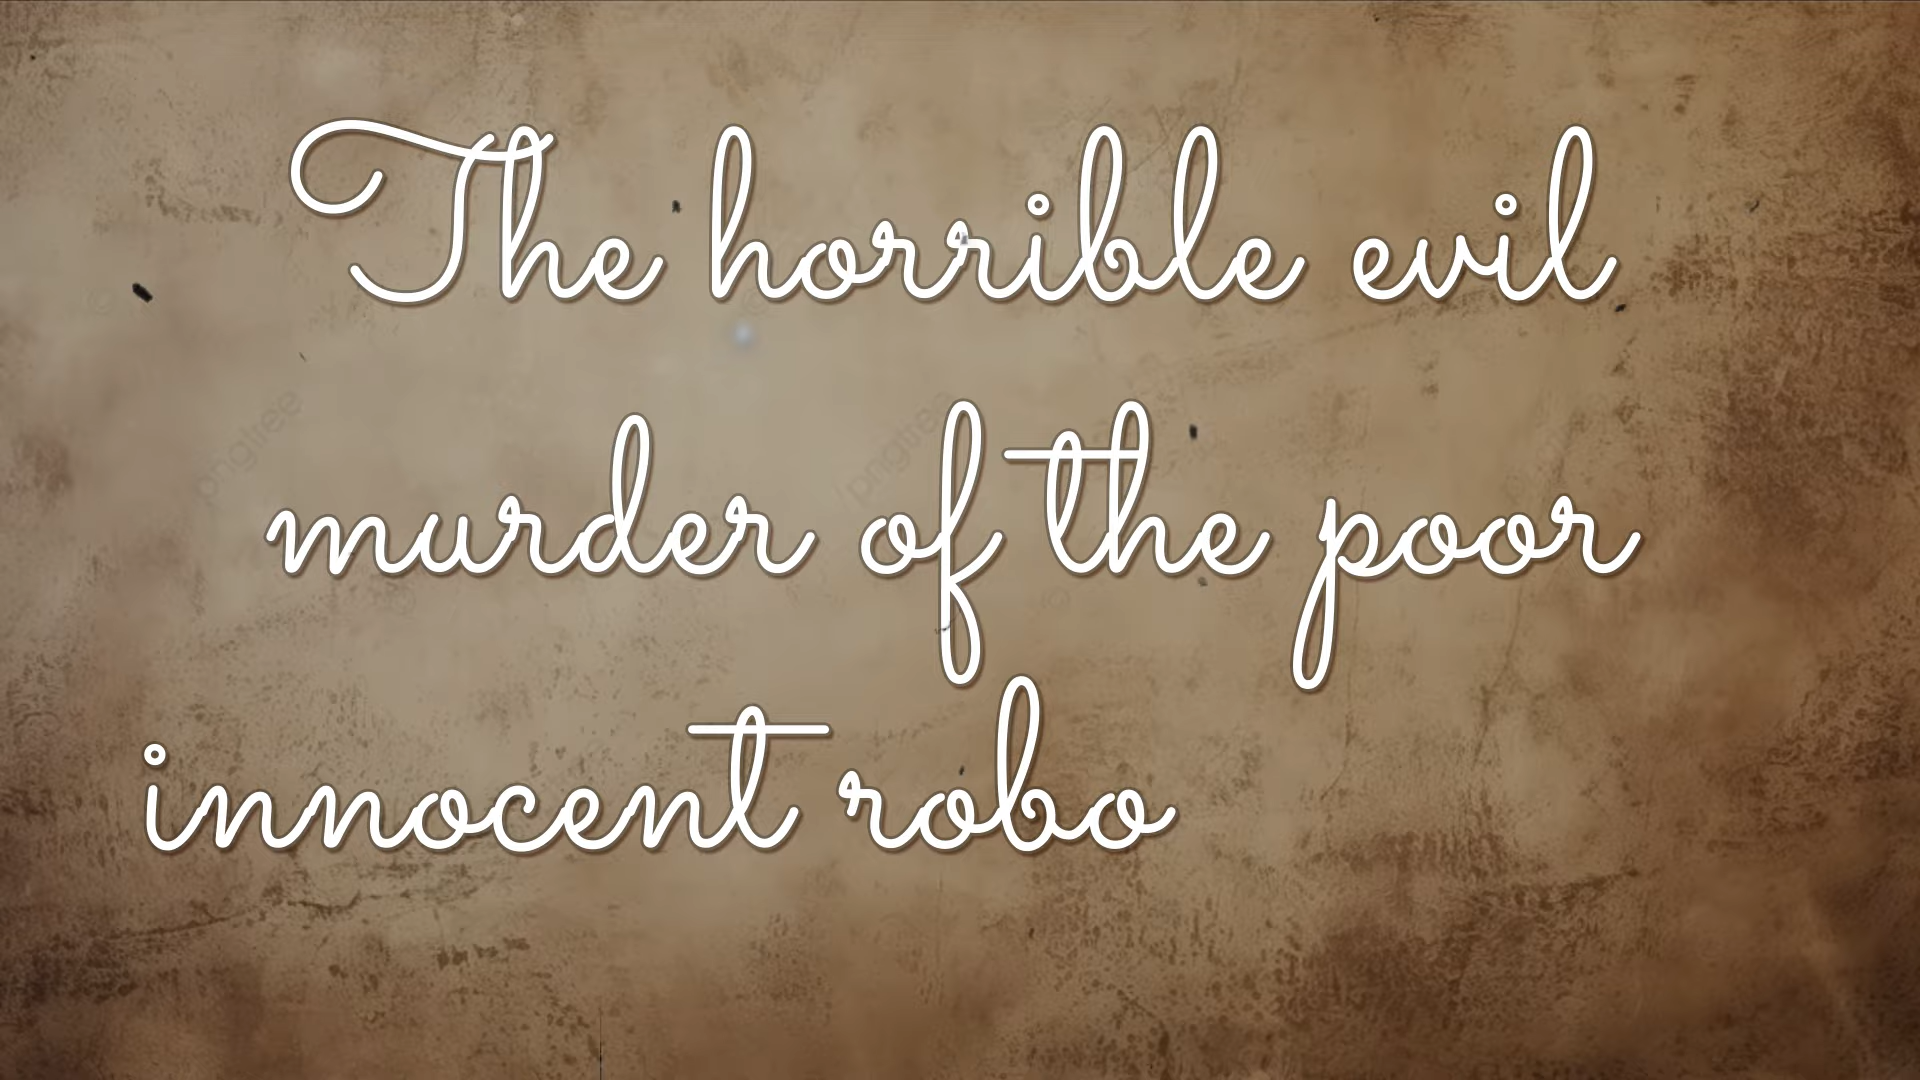 The horrible evil
murder of the poor
innocent robo